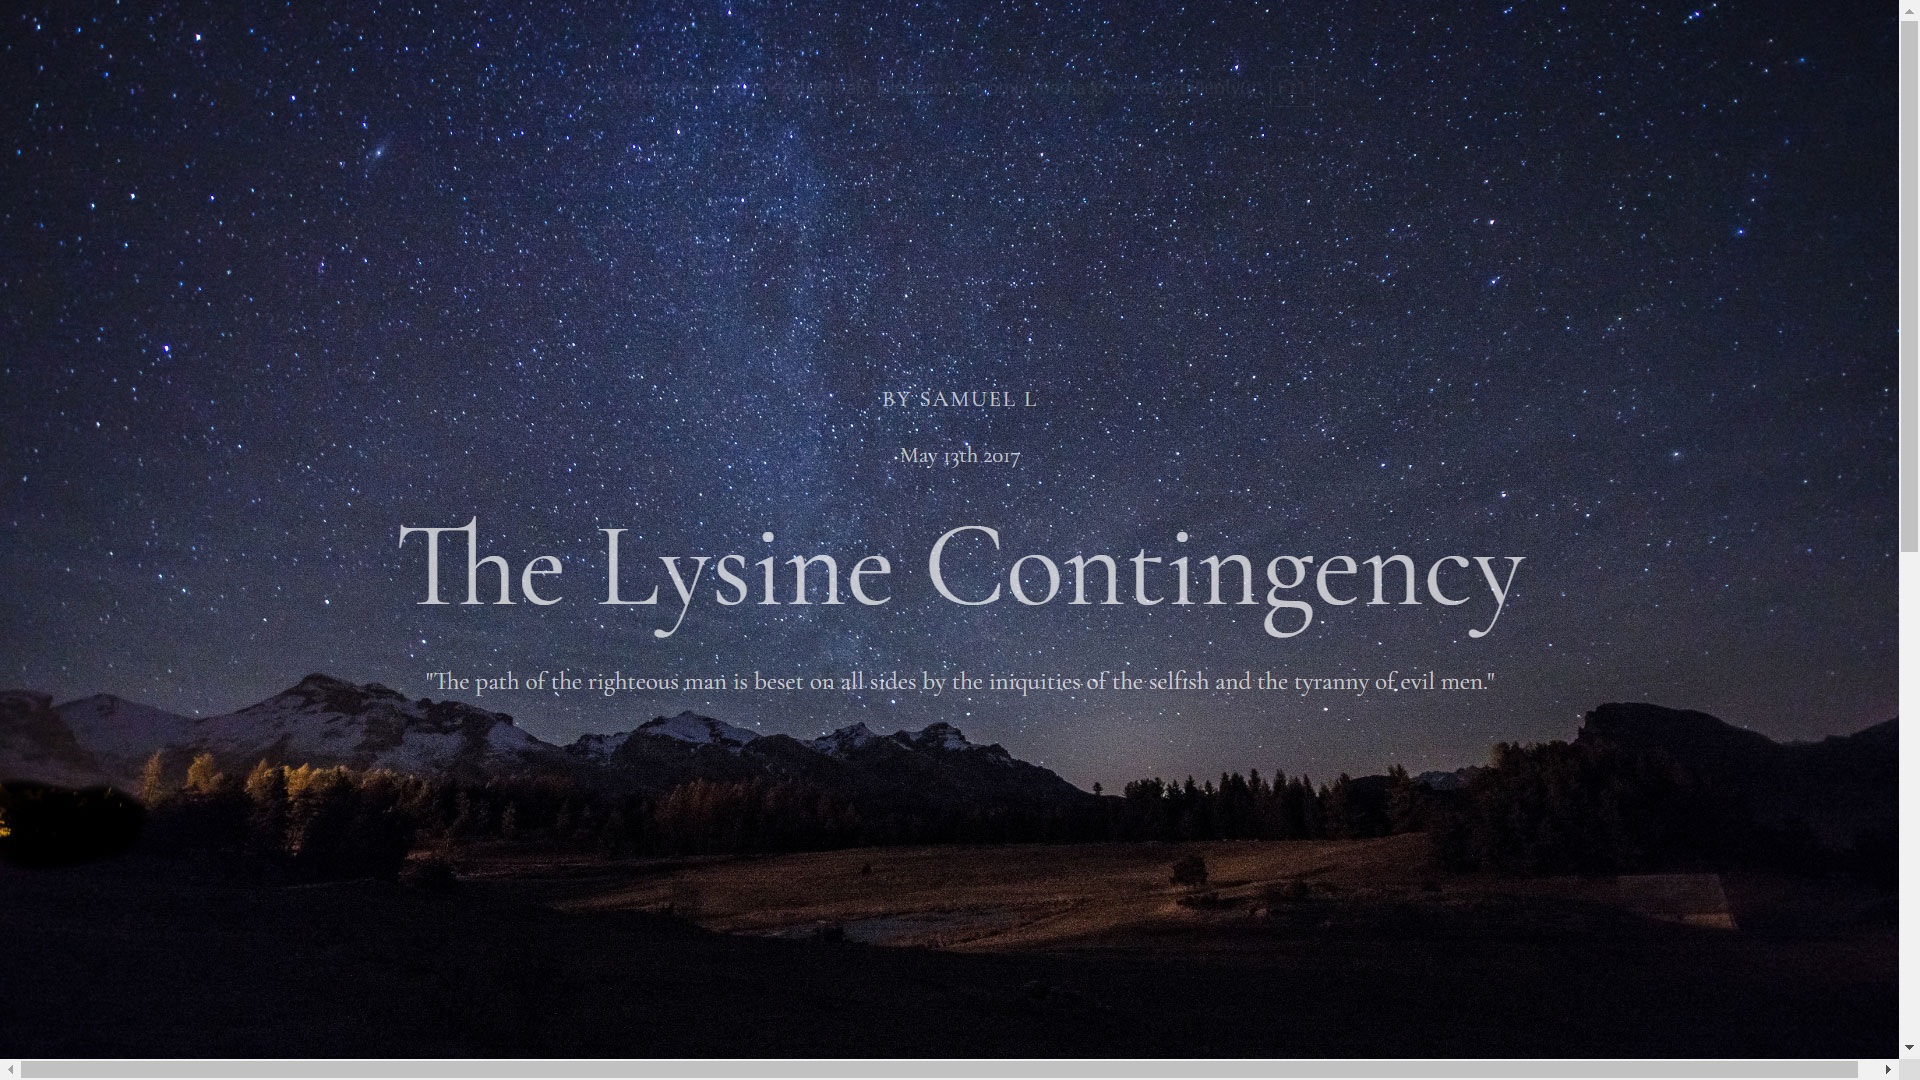 BY SAMUEL L
May 13th 2017
The Lysine Contingency
"The path of the righteous man is beset on all sides by the iniquities of the selfish and the tyranny of evil men."